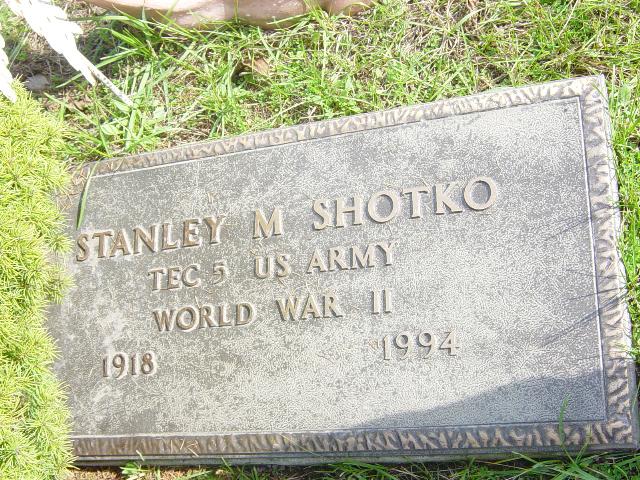 STANLEY M SHOTKO
TEC 5 US ARMY
WORLD WAR II
1918 1994